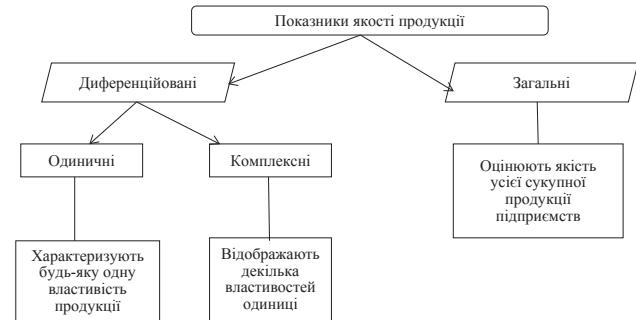 Показники якості продукції
Диференційовані
Загальні
Одиничні
Комплексні
Оцінюють якість
усієї сукупної
продукції
підприємств
Характеризують
будь-яку одну
властивість
продукції
Відображають
декілька
властивостей
одиниці